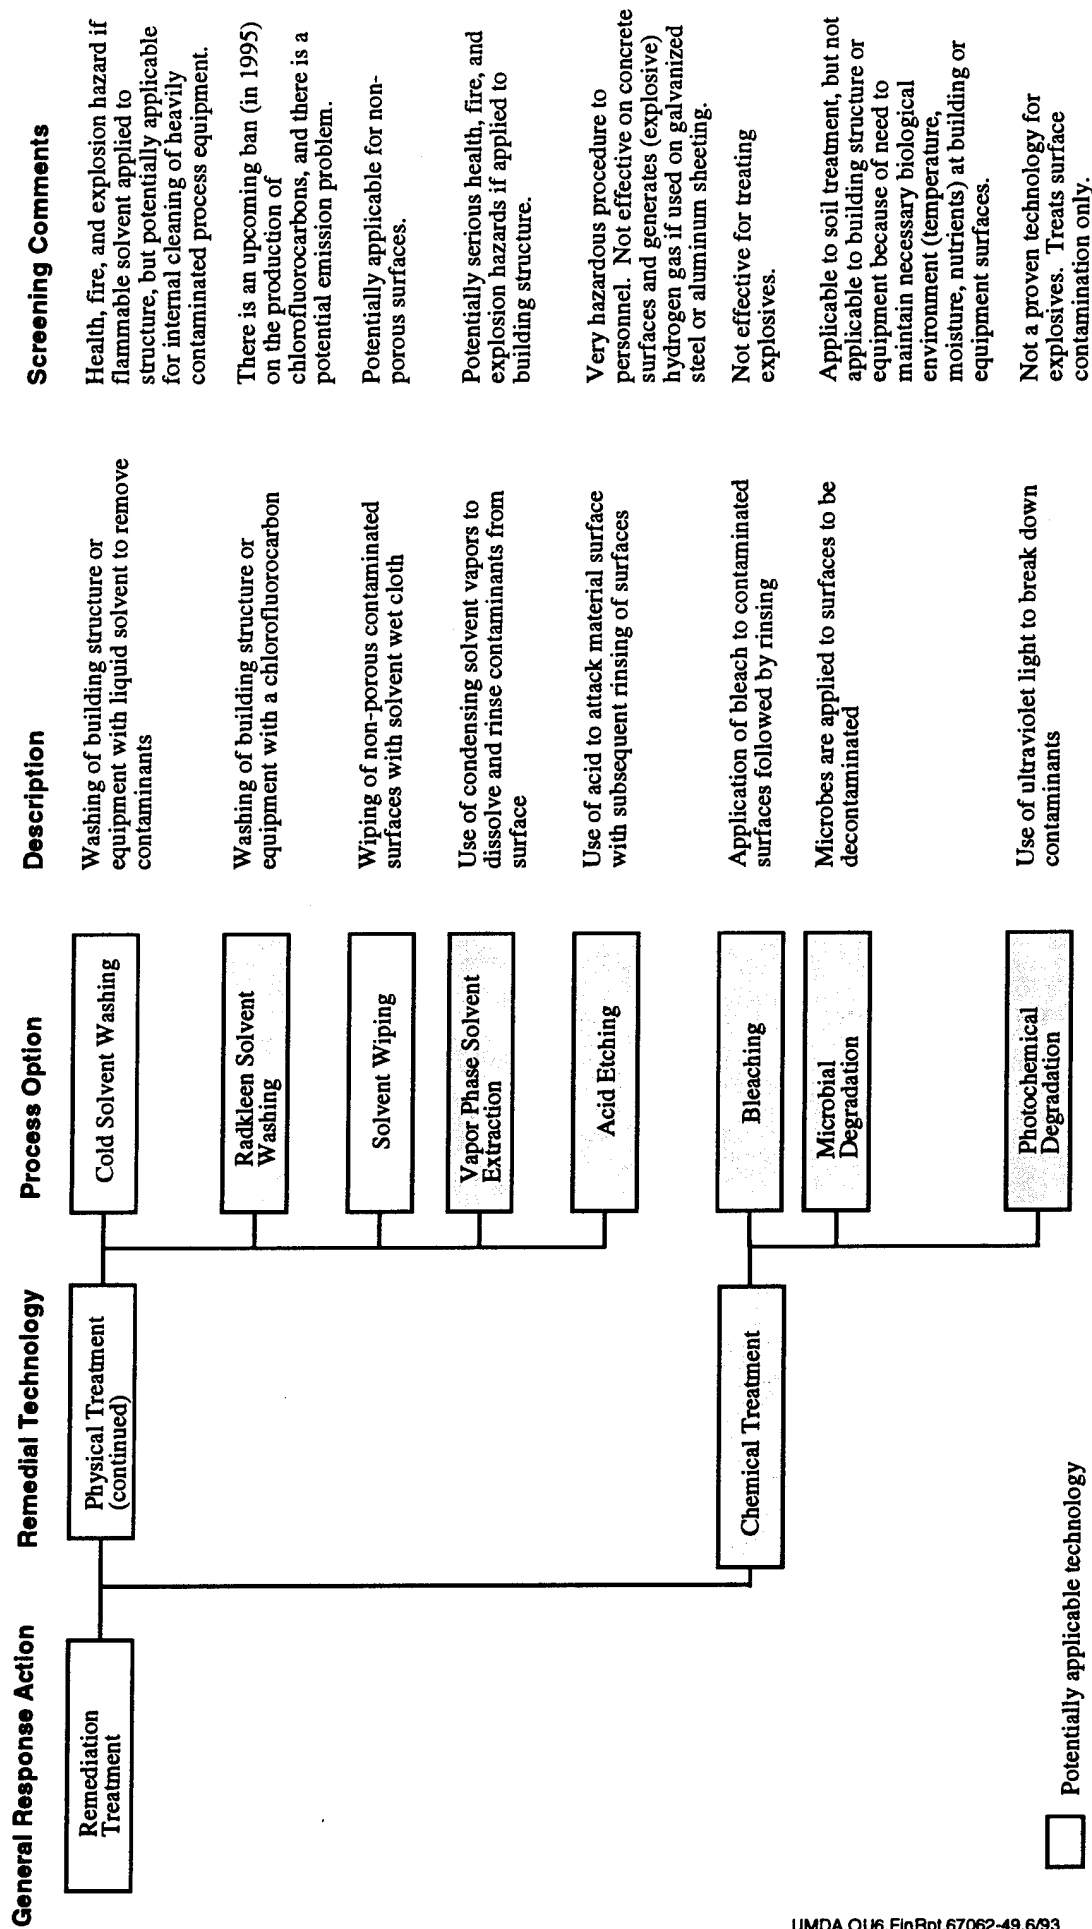 General Response Action
Remedial Technology
Process Option
Description
Screening Comments
Remediation
Treatment
Physical Treatment
(continued)
Cold Solvent Washing
Washing of building structure or
equipment with liquid solvent to remove
contaminants
Health, fire, and explosion hazard if
flammable solvent applied to
structure, but potentially applicable
for internal cleaning of heavily
contaminated process equipment.
Radkleen Solvent
Washing
Washing of building structure or
equipment with a chlorofluorocarbon
There is an upcoming ban (in 1995)
on the production of
chlorofluorocarbons, and there is a
potential emission problem.
Solvent Wiping
Wiping of non-porous contaminated
surfaces with solvent wet cloth
Potentially applicable for non-
porous surfaces.
Vapor Phase Solvent
Extraction
Use of condensing solvent vapors to
dissolve and rinse contaminants from
surface
Potentially serious health, fire, and
explosion hazards if applied to
building structure.
Acid Etching
Use of acid to attack material surface
with subsequent rinsing of surfaces
Very hazardous procedure to
personnel. Not effective on concrete
surfaces and generates (explosive)
hydrogen gas if used on galvanized
steel or aluminum sheeting.
Chemical Treatment
Bleaching
Application of bleach to contaminated
surfaces followed by rinsing
Not effective for treating
explosives.
Microbial
Degradation
Microbes are applied to surfaces to be
decontaminated
Applicable to soil treatment, but not
applicable to building structure or
equipment because of need to
maintain necessary biological
environment (temperature,
moisture, nutrients) at building or
equipment surfaces.
Photochemical
Degradation
Use of ultraviolet light to break down
contaminants
Not a proven technology for
explosives. Treats surface
contamination only.
Potentially applicable technology
UMDA OU6 FinRpt 67062-49.6/93